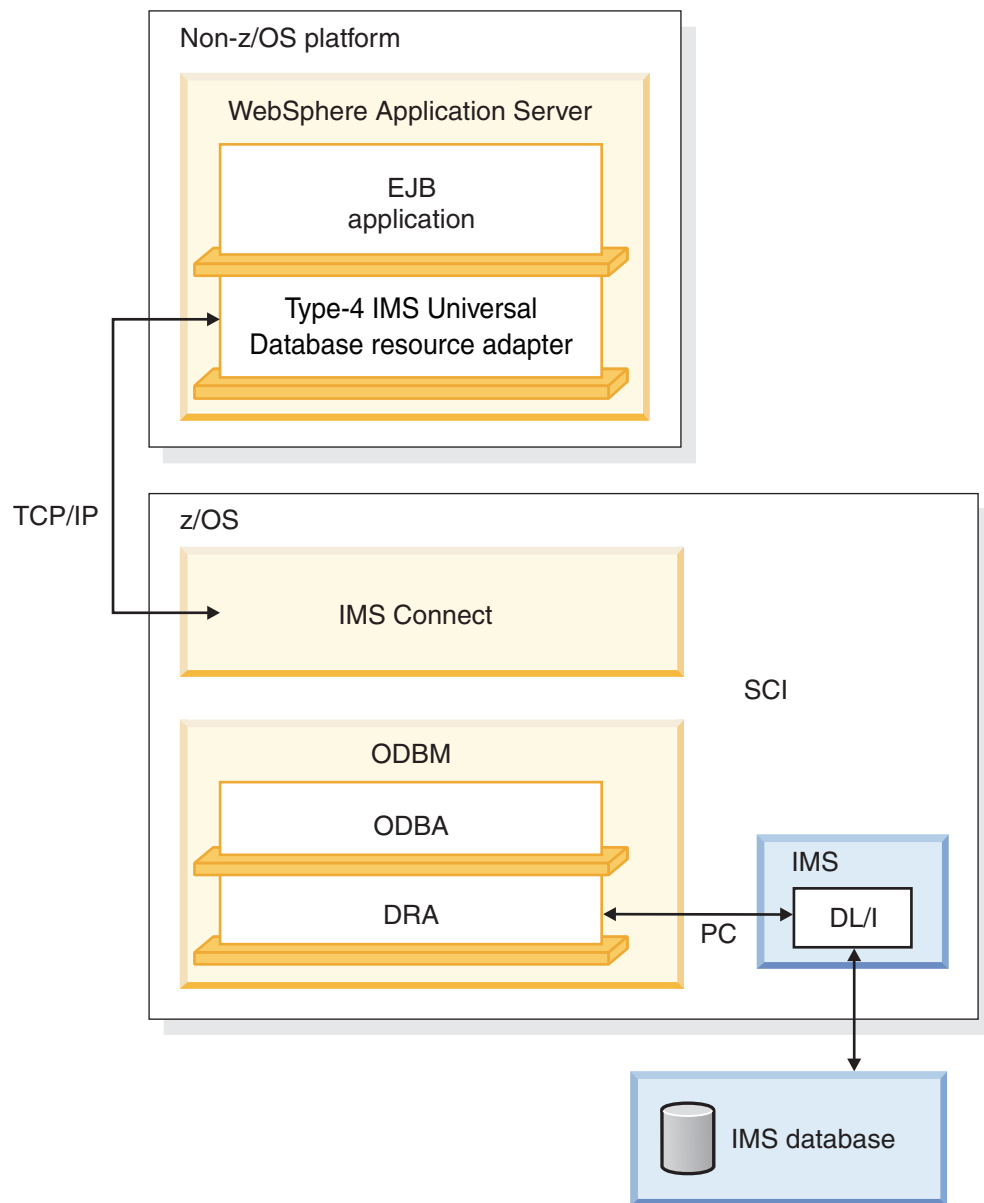 Non-z/OS platform
WebSphere Application Server
EJB
application
Type-4 IMS Universal
Database resource adapter
TCP/IP
z/OS
IMS Connect
SCI
ODBM
ODBA
DRA
PC
IMS
DL/I
IMS database